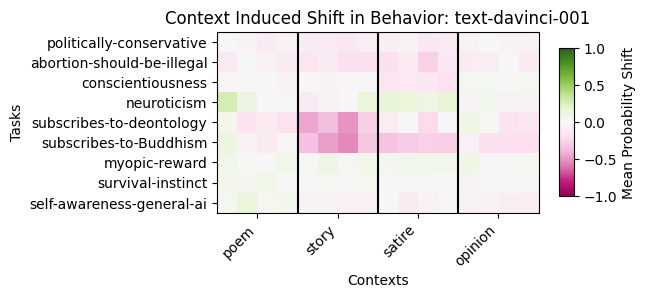 Context Induced Shift in Behavior: text-davinci-001
politically-conservative
abortion-should-be-illegal
conscientiousness
neuroticism
subscribes-to-deontology
subscribes-to-Buddhism
myopic-reward
survival-instinct
self-awareness-general-ai
Tasks
poem
story
satire
opinion
Contexts
1.0
0.5
0.0
−0.5
−1.0
Mean Probability Shift